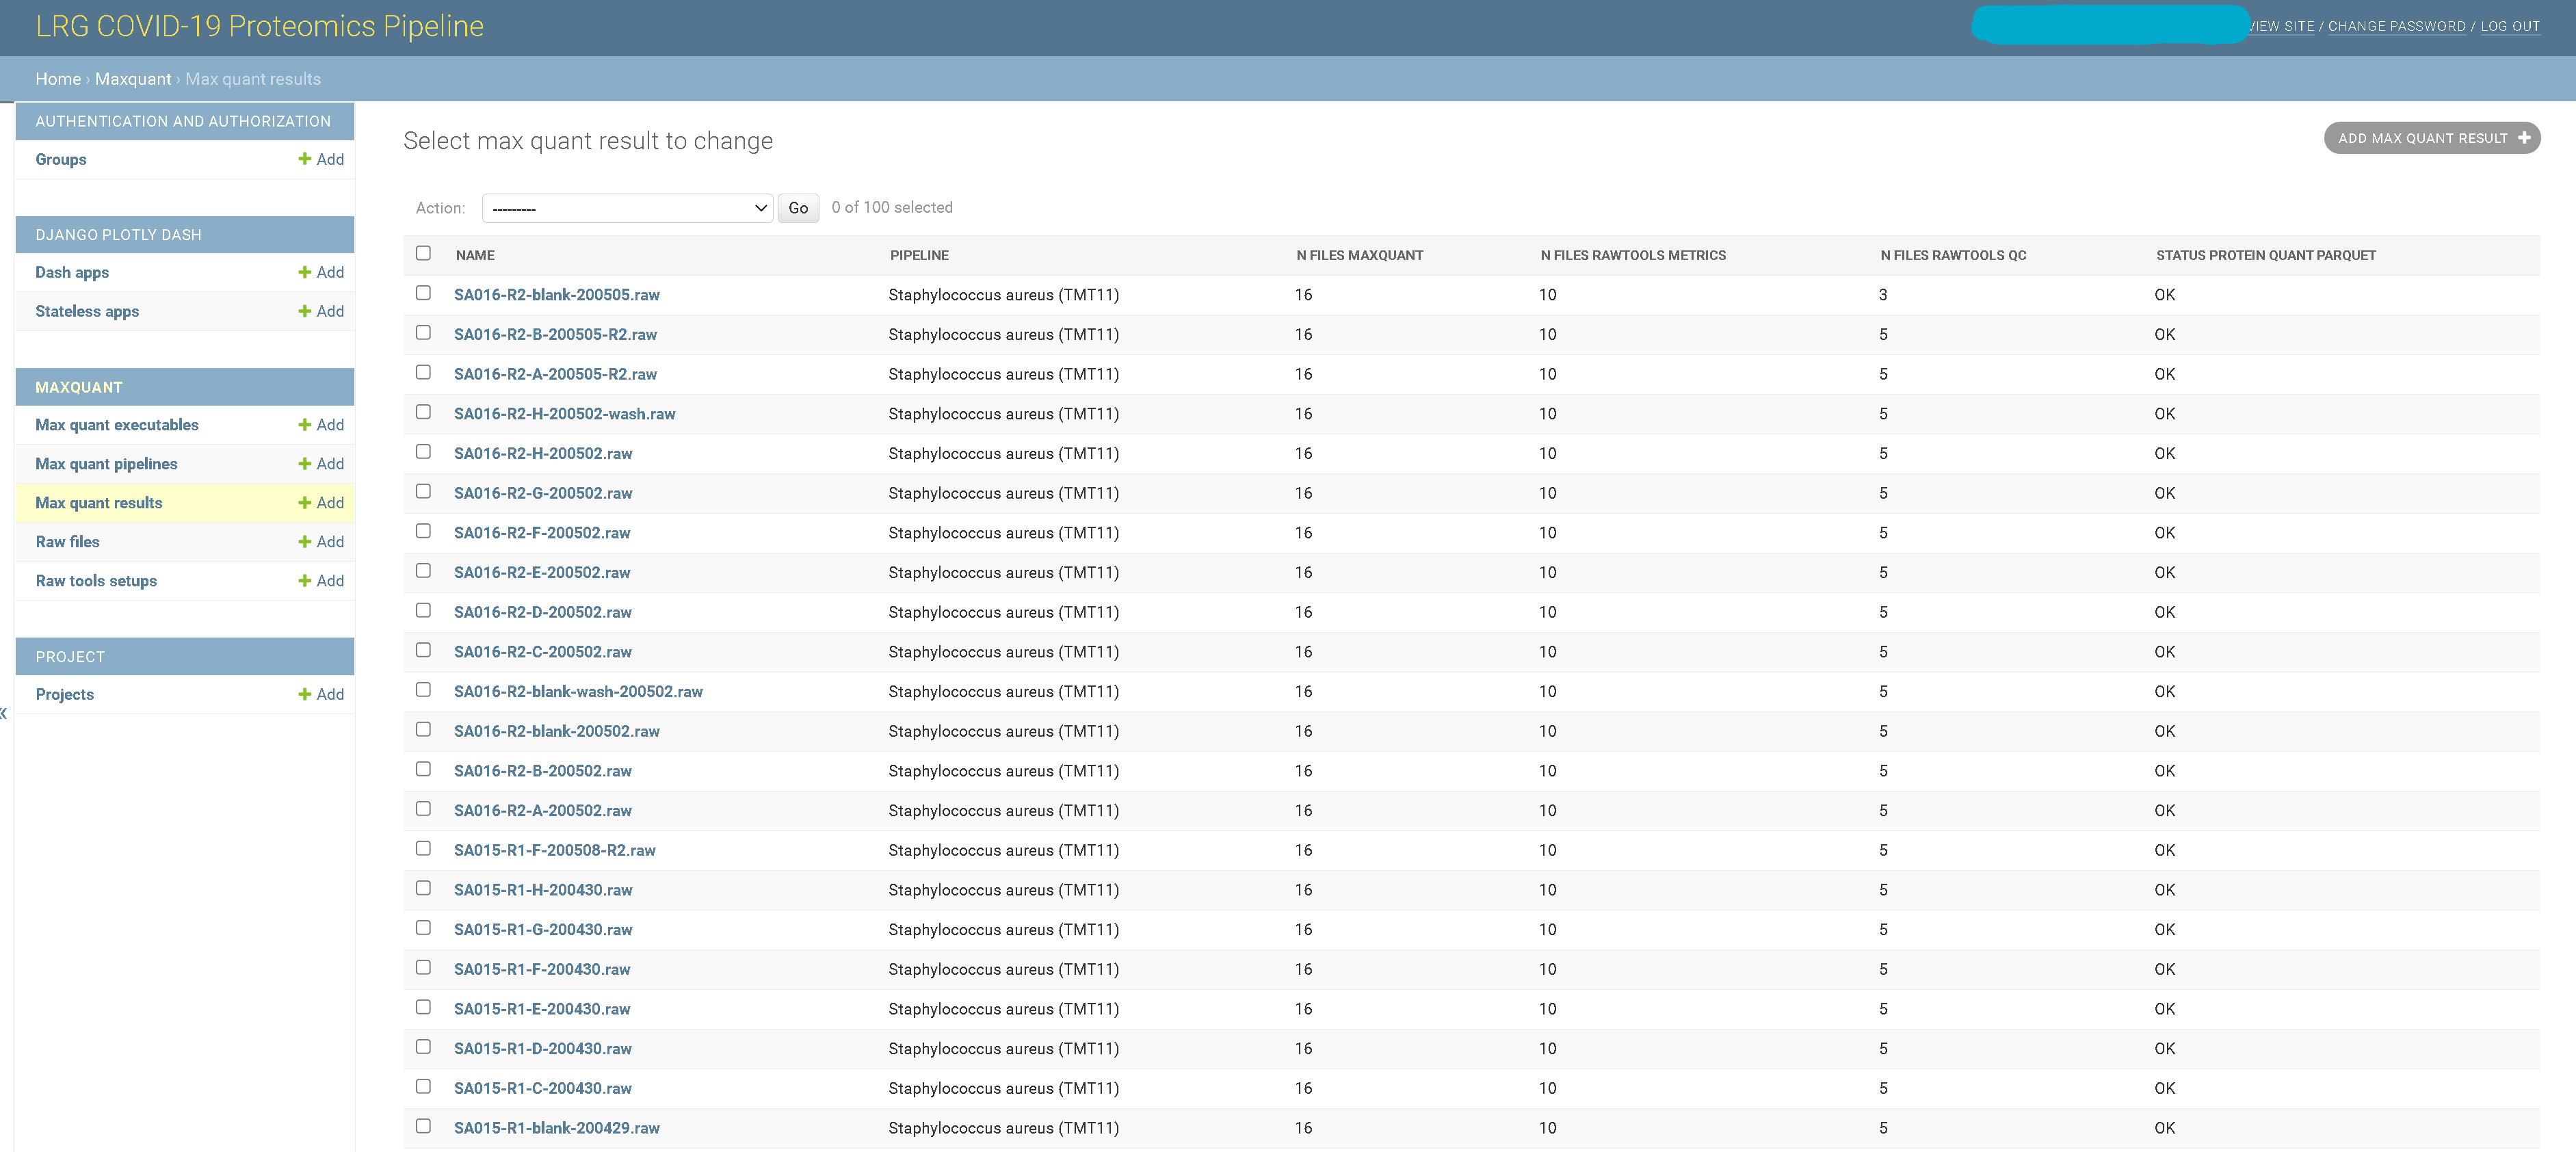 LRG COVID-19 Proteomics Pipeline
VIEW SITE / CHANGE PASSWORD / LOG OUT
Home › Maxquant › Max quant results
AUTHENTICATION AND AUTHORIZATION
Groups + Add
DJANGO PLOTLY DASH
Dash apps + Add
Stateless apps + Add
MAXQUANT
Max quant executables + Add
Max quant pipelines + Add
Max quant results + Add
Raw files + Add
Raw tools setups + Add
PROJECT
Projects + Add
«
Select max quant result to change
ADD MAX QUANT RESULT +
Action: --------- Go 0 of 100 selected
NAME PIPELINE N FILES MAXQUANT N FILES RAWTOOLS METRICS N FILES RAWTOOLS QC STATUS PROTEIN QUANT PARQUET
SA016-R2-blank-200505.raw Staphylococcus aureus (TMT11) 16 10 3 OK
SA016-R2-B-200505-R2.raw Staphylococcus aureus (TMT11) 16 10 5 OK
SA016-R2-A-200505-R2.raw Staphylococcus aureus (TMT11) 16 10 5 OK
SA016-R2-H-200502-wash.raw Staphylococcus aureus (TMT11) 16 10 5 OK
SA016-R2-H-200502.raw Staphylococcus aureus (TMT11) 16 10 5 OK
SA016-R2-G-200502.raw Staphylococcus aureus (TMT11) 16 10 5 OK
SA016-R2-F-200502.raw Staphylococcus aureus (TMT11) 16 10 5 OK
SA016-R2-E-200502.raw Staphylococcus aureus (TMT11) 16 10 5 OK
SA016-R2-D-200502.raw Staphylococcus aureus (TMT11) 16 10 5 OK
SA016-R2-C-200502.raw Staphylococcus aureus (TMT11) 16 10 5 OK
SA016-R2-blank-wash-200502.raw Staphylococcus aureus (TMT11) 16 10 5 OK
SA016-R2-blank-200502.raw Staphylococcus aureus (TMT11) 16 10 5 OK
SA016-R2-B-200502.raw Staphylococcus aureus (TMT11) 16 10 5 OK
SA016-R2-A-200502.raw Staphylococcus aureus (TMT11) 16 10 5 OK
SA015-R1-F-200508-R2.raw Staphylococcus aureus (TMT11) 16 10 5 OK
SA015-R1-H-200430.raw Staphylococcus aureus (TMT11) 16 10 5 OK
SA015-R1-G-200430.raw Staphylococcus aureus (TMT11) 16 10 5 OK
SA015-R1-F-200430.raw Staphylococcus aureus (TMT11) 16 10 5 OK
SA015-R1-E-200430.raw Staphylococcus aureus (TMT11) 16 10 5 OK
SA015-R1-D-200430.raw Staphylococcus aureus (TMT11) 16 10 5 OK
SA015-R1-C-200430.raw Staphylococcus aureus (TMT11) 16 10 5 OK
SA015-R1-blank-200429.raw Staphylococcus aureus (TMT11) 16 10 5 OK